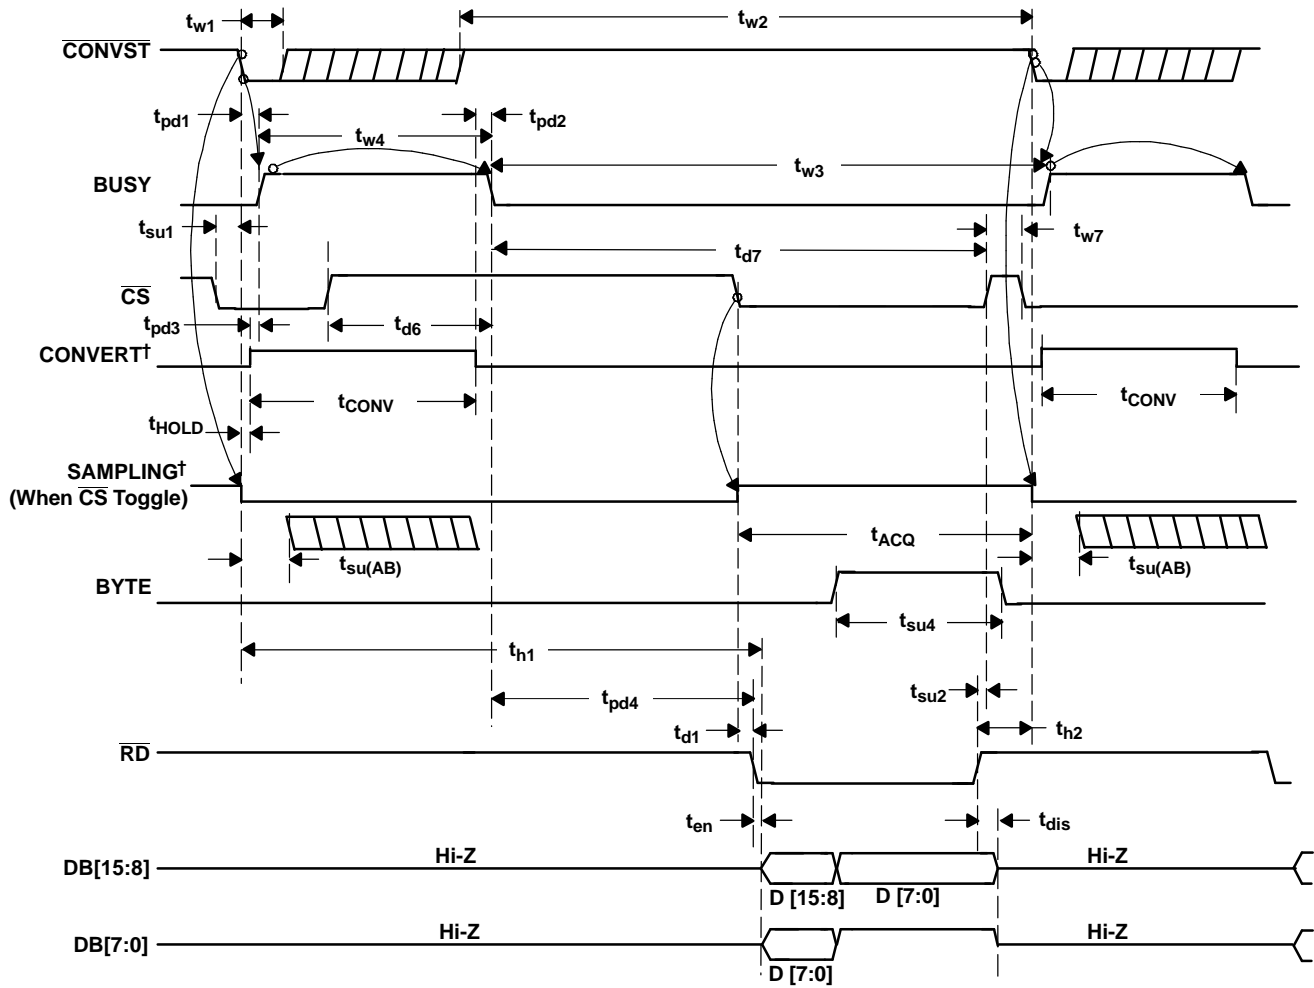 tw1
tw2
CONVST
tpd1
tw4
tpd2
tw3
BUSY
tsu1
tw7
td7
CS
tpd3
td6
CONVERT†
tCONV
tCONV
tHOLD
SAMPLING†
(When CS Toggle)
tACQ
tsu(AB)
tsu(AB)
BYTE
tsu4
th1
tpd4
tsu2
td1
th2
RD
ten
tdis
DB[15:8]
Hi-Z
Hi-Z
D [15:8]
D [7:0]
DB[7:0]
Hi-Z
Hi-Z
D [7:0]